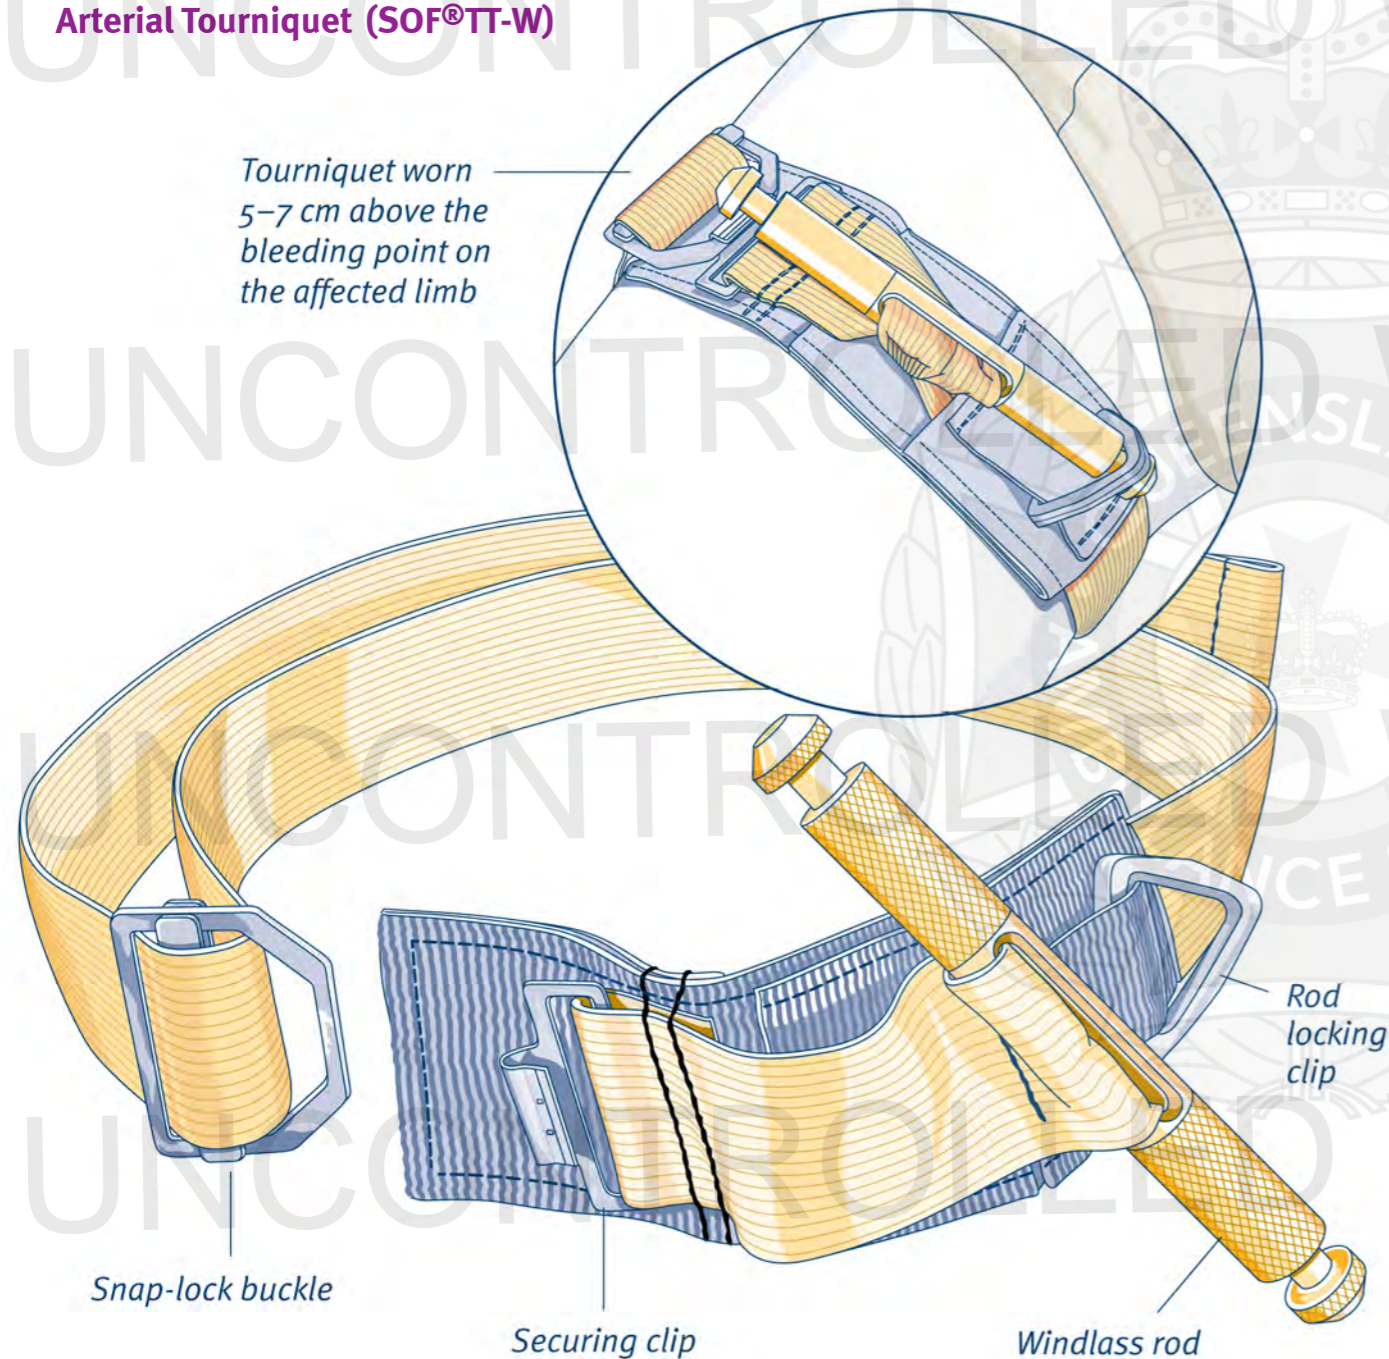 Arterial Tourniquet (SOF®TT-W)
UNCONTROLLED W
Tourniquet worn
5–7 cm above the
bleeding point on
the affected limb
UNCONTROLLED W
UNCONTROLLED W
Rod
locking
clip
UNCONTROLLED
Snap-lock buckle
Securing clip
Windlass rod